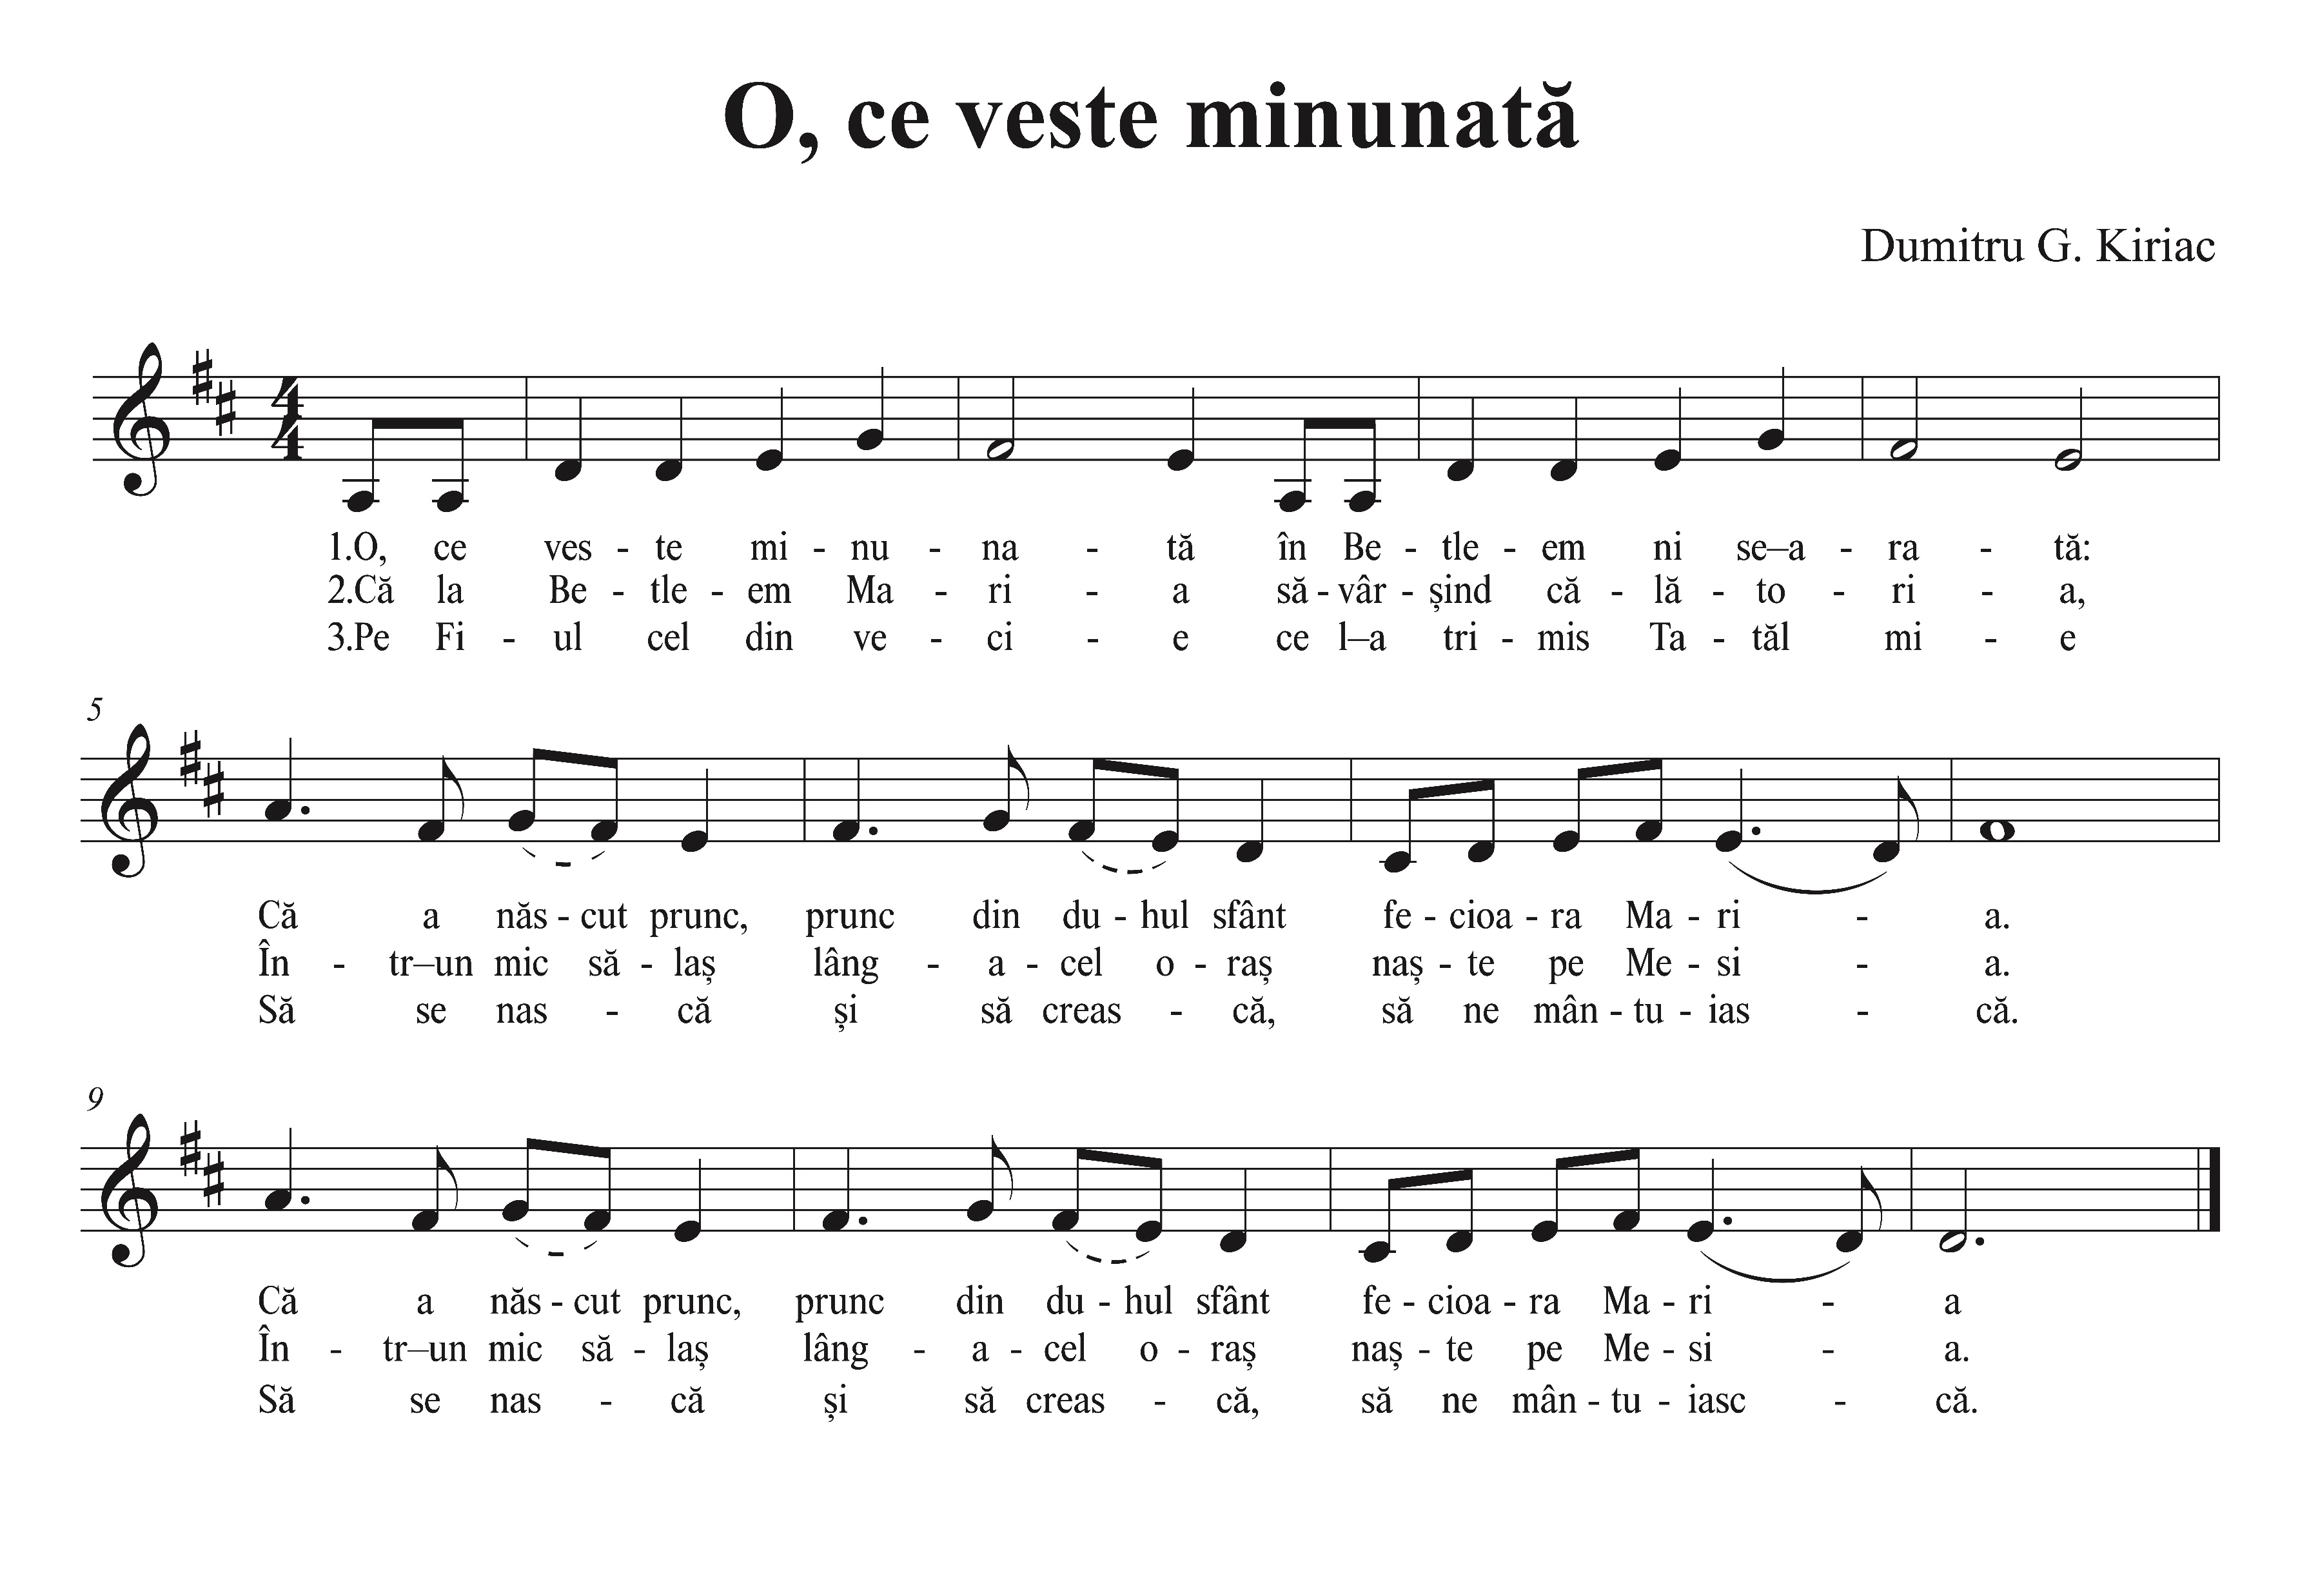 O, ce veste minunată
Dumitru G. Kiriac
4
4
1.O, ce ves - te mi - nu - na - tă în Be - tle - em ni se–a - ra - tă:
2.Că la Be - tle - em Ma - ri - a să - vâr - șind că - lă - to - ri - a,
3.Pe Fi - ul cel din ve - ci - e ce l–a tri - mis Ta - tăl mi - e
5
Că a năs - cut prunc, prunc din du - hul sfânt fe - cioa - ra Ma - ri - a.
În - tr–un mic să - laș lâng - a - cel o - raș naș - te pe Me - si - a.
Să se nas - că și să creas - că, să ne mân - tu - ias - că.
9
Că a năs - cut prunc, prunc din du - hul sfânt fe - cioa - ra Ma - ri - a
În - tr–un mic să - laș lâng - a - cel o - raș naș - te pe Me - si - a.
Să se nas - că și să creas - că, să ne mân - tu - iasc - că.